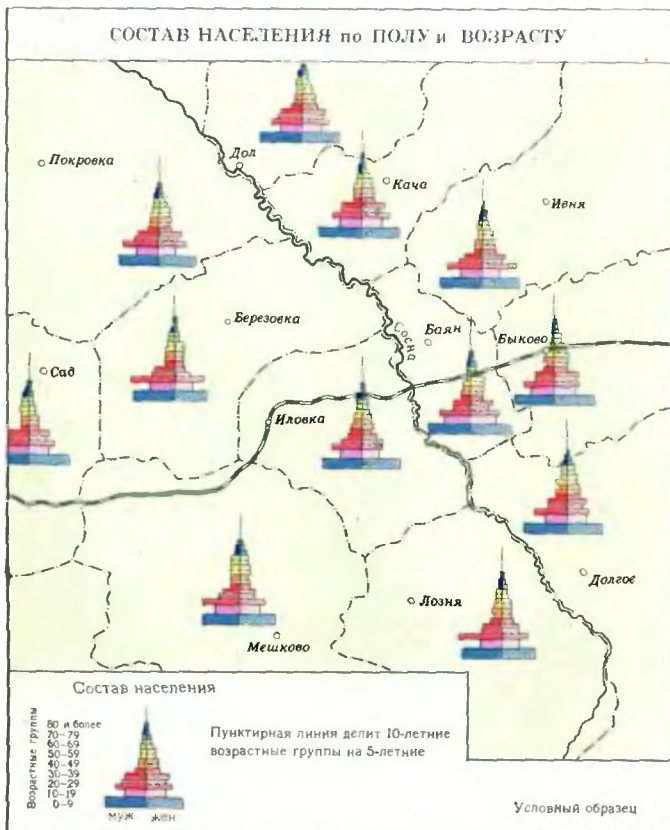 СОСТАВ НАСЕЛЕНИЯ по ПОЛУ и ВОЗРАСТУ
Покровка
Дол
Кача
Ивня
Березовка
Сосна
Баян
Быково
Сад
Иловка
Долгое
Лозня
Мешково
Состав населения
Возрастные группы
80 и более
70-79
60-69
50-59
40-49
30-39
20-29
10-19
0-9
муж жен
Пунктирная линия делит 10-летние
возрастные группы на 5-летние
Условный образец